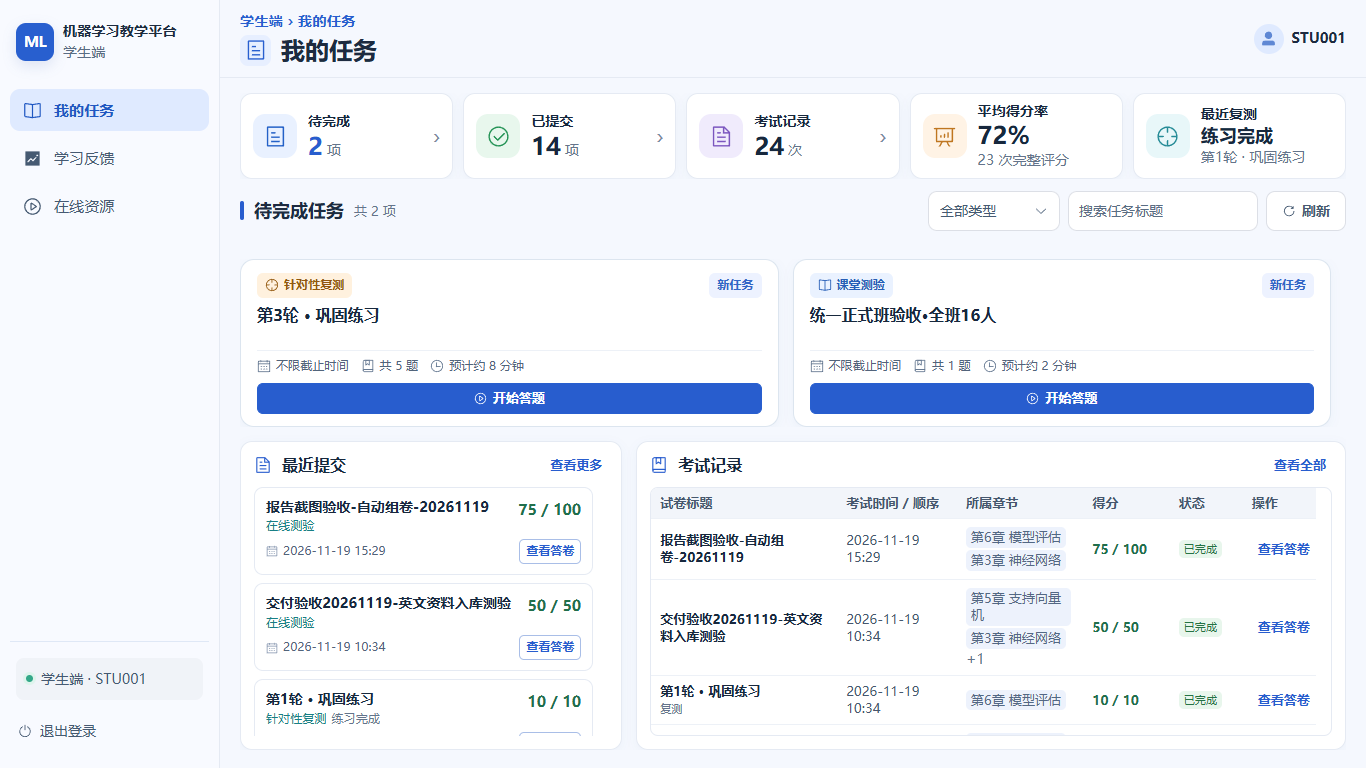 ML
机器学习教学平台
学生端
我的任务
学习反馈
在线资源
学生端 · STU001
退出登录
学生端 › 我的任务
我的任务
STU001
待完成
2 项
已提交
14 项
考试记录
24 次
平均得分率
72%
23 次完整评分
最近复测
练习完成
第1轮 · 巩固练习
待完成任务 共 2 项
全部类型
搜索任务标题
刷新
针对性复测 新任务
第3轮 • 巩固练习
不限截止时间 共 5 题 预计约 8 分钟
开始答题
课堂测验 新任务
统一正式班验收•全班16人
不限截止时间 共 1 题 预计约 2 分钟
开始答题
最近提交 查看更多
报告截图验收-自动组卷-20261119 75 / 100
在线测验
2026-11-19 15:29 查看答卷
交付验收20261119-英文资料入库测验 50 / 50
在线测验
2026-11-19 10:34 查看答卷
第1轮 • 巩固练习 10 / 10
针对性复测 练习完成
考试记录 查看全部
试卷标题 考试时间 / 顺序 所属章节 得分 状态 操作
报告截图验收-自动组
卷-20261119
2026-11-19
15:29
第6章 模型评估
第3章 神经网络
75 / 100 已完成 查看答卷
交付验收20261119-英文资
料入库测验
2026-11-19
10:34
第5章 支持向量
机
第3章 神经网络
+1
50 / 50 已完成 查看答卷
第1轮 • 巩固练习
复测
2026-11-19
10:34
第6章 模型评估
10 / 10 已完成 查看答卷